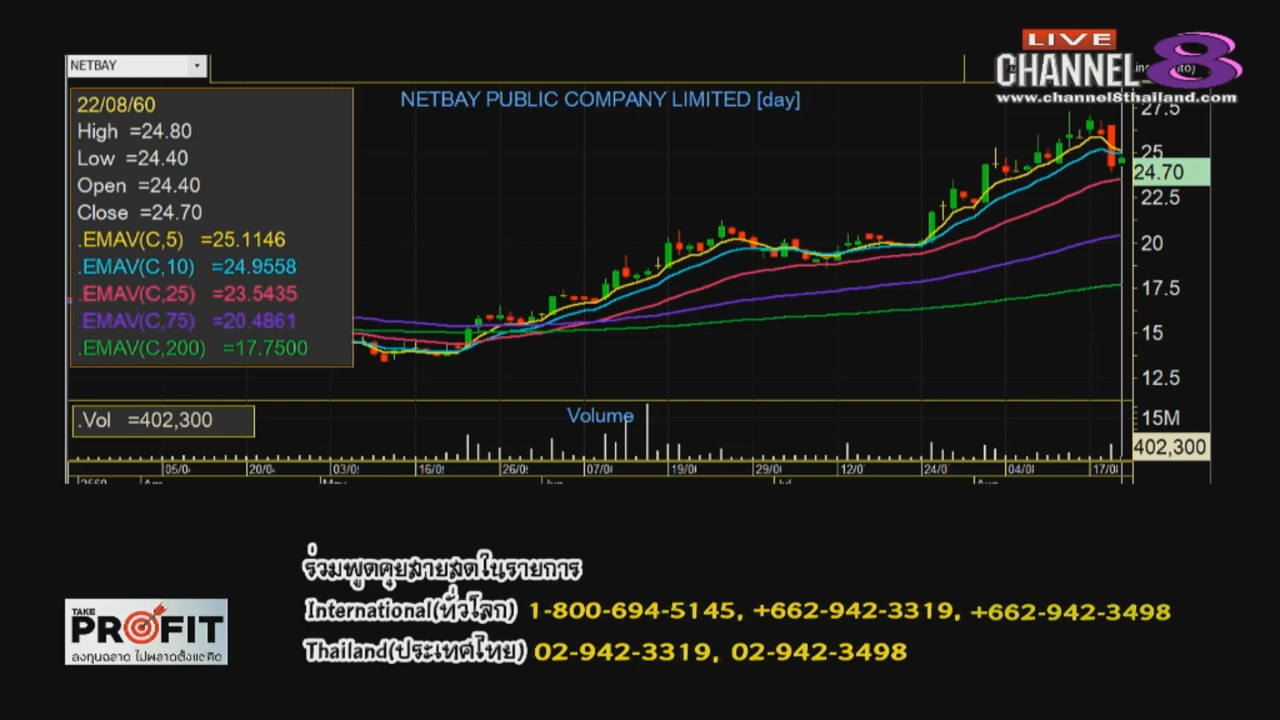 LIVE
CHANNEL 8
www.channel8thailand.com
NETBAY
NETBAY PUBLIC COMPANY LIMITED [day]
22/08/60
High =24.80
Low =24.40
Open =24.40
Close =24.70
.EMAV(C,5) =25.1146
.EMAV(C,10) =24.9558
.EMAV(C,25) =23.5435
.EMAV(C,75) =20.4861
.EMAV(C,200) =17.7500
27.5
25
24.70
22.5
20
17.5
15
12.5
.Vol =402,300
Volume
15M
402,300
05/0 20/0 03/0 16/0 26/0 07/0 19/0 29/0 12/0 24/0 04/0 17/0
ร่วมพูดคุยสายสดในรายการ
International(ทั่วโลก) 1-800-694-5145, +662-942-3319, +662-942-3498
Thailand(ประเทศไทย) 02-942-3319, 02-942-3498
TAKE
PROFIT
ลงทุนฉลาด ไม่พลาดตั้งแต่คิด